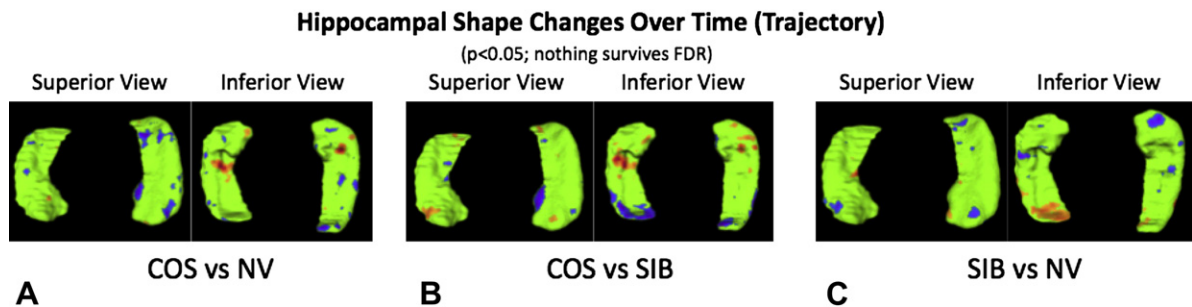 Hippocampal Shape Changes Over Time (Trajectory)
(p<0.05; nothing survives FDR)
Superior View Inferior View Superior View Inferior View Superior View Inferior View
A COS vs NV B COS vs SIB C SIB vs NV